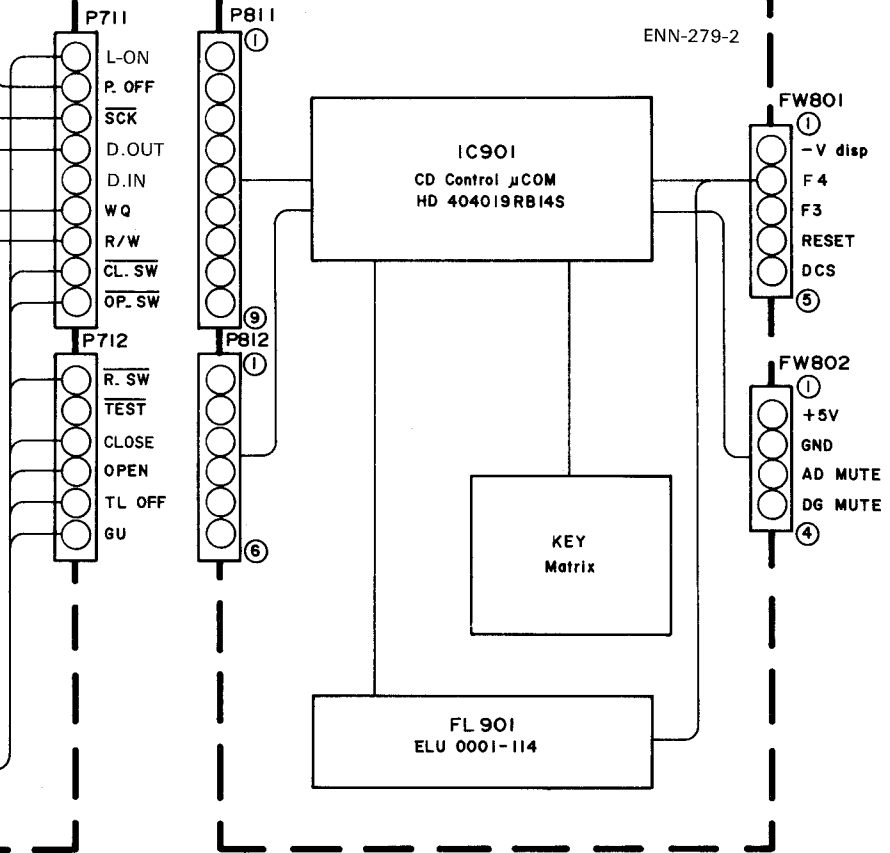 P711
L-ON
P. OFF
SCK
D.OUT
D.IN
WQ
R/W
CL. SW
OP. SW
P712
R. SW
TEST
CLOSE
OPEN
TL OFF
GU
P811
1
9
P812
1
6
ENN-279-2
IC901
CD Control µCOM
HD 404019RB14S
KEY
Matrix
FL901
ELU 0001-114
FW801
1
-V disp
F4
F3
RESET
DCS
5
FW802
1
+5V
GND
AD MUTE
DG MUTE
4